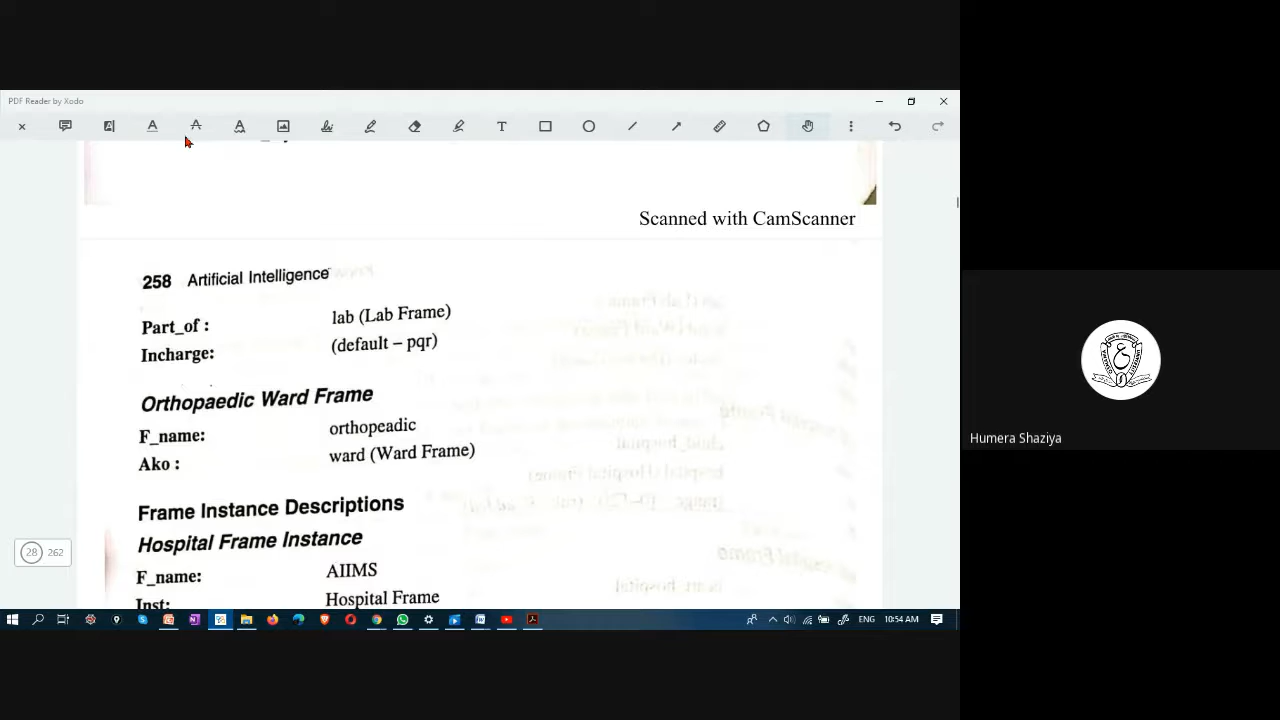 PDF Reader by Xodo
Scanned with CamScanner
258 Artificial Intelligence
Part_of : lab (Lab Frame)
Incharge: (default – pqr)
Orthopaedic Ward Frame
F_name: orthopeadic
Ako : ward (Ward Frame)
Frame Instance Descriptions
Hospital Frame Instance
F_name: AIIMS
Inst: Hospital Frame
28 262
ENG 10:54 AM
Humera Shaziya